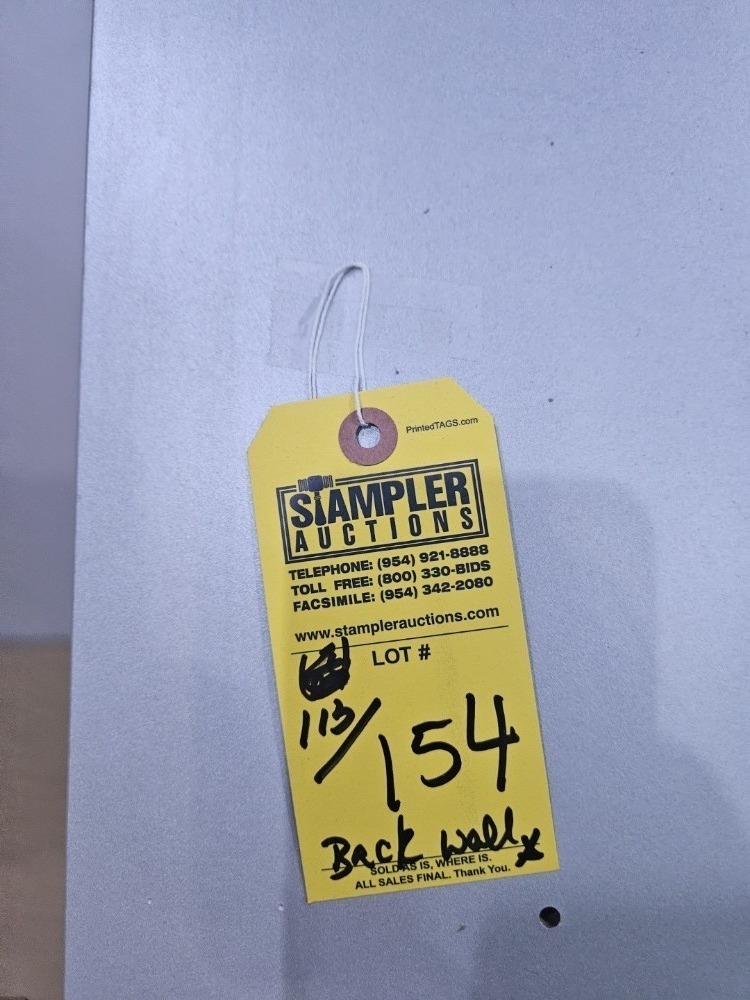 PrintedTAGS.com
STAMPLER
AUCTIONS
TELEPHONE: (954) 921-8888
TOLL FREE: (800) 330-BIDS
FACSIMILE: (954) 342-2080
www.stamplerauctions.com
LOT #
113/154
Back Wall
SOLD AS IS, WHERE IS.
ALL SALES FINAL. Thank You.